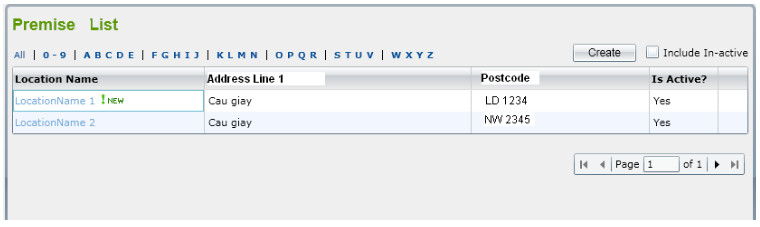 Premise List
All | 0 - 9 | A B C D E | F G H I J | K L M N | O P Q R | S T U V | W X Y Z Create Include In-active
Location Name Address Line 1 Postcode Is Active?
LocationName 1 ! NEW Cau giay LD 1234 Yes
LocationName 2 Cau giay NW 2345 Yes
Page 1 of 1